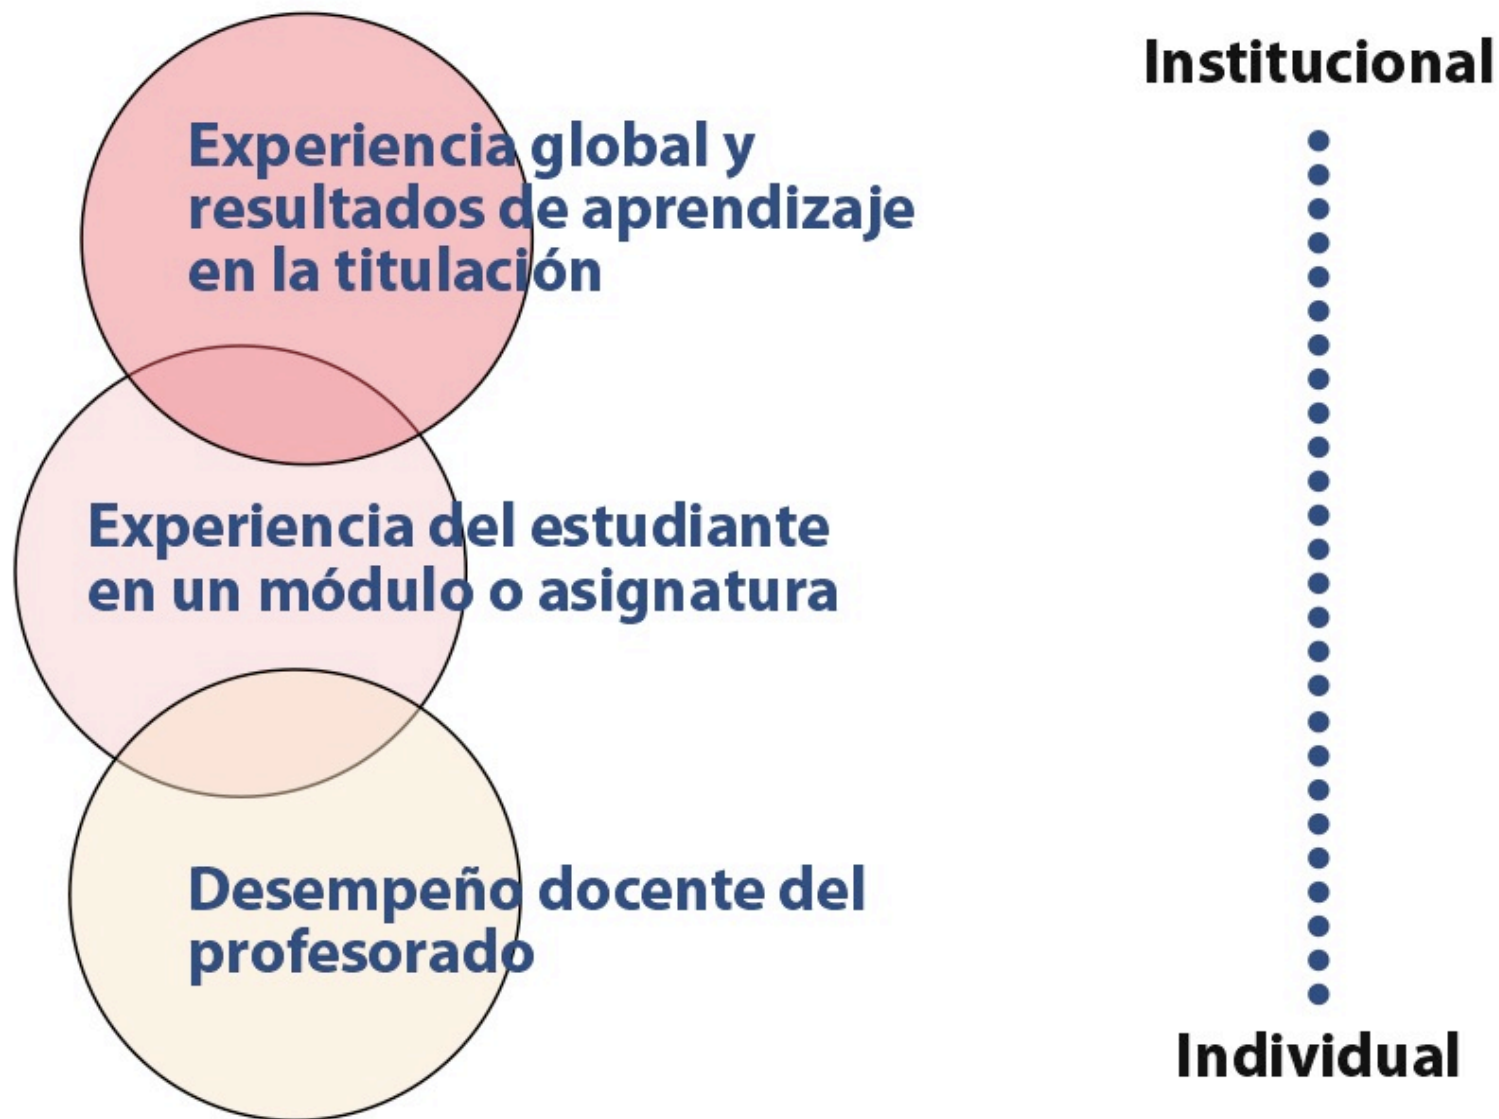 Institucional
Experiencia global y
resultados de aprendizaje
en la titulación
Experiencia del estudiante
en un módulo o asignatura
Desempeño docente del
profesorado
Individual